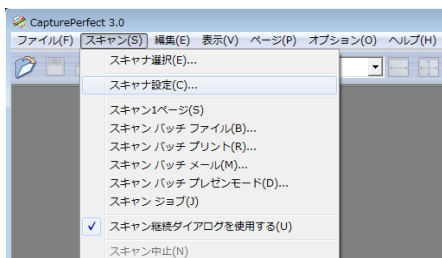 CapturePerfect 3.0
ファイル(F) スキャン(S) 編集(E) 表示(V) ページ(P) オプション(O) ヘルプ(H)
スキャナ選択(E)...
スキャナ設定(C)...
スキャン1ページ(S)
スキャン バッチ ファイル(B)...
スキャン バッチ プリント(R)...
スキャン バッチ メール(M)...
スキャン バッチ プレゼンモード(D)...
スキャン ジョブ(J)
スキャン継続ダイアログを使用する(U)
スキャン中止(N)